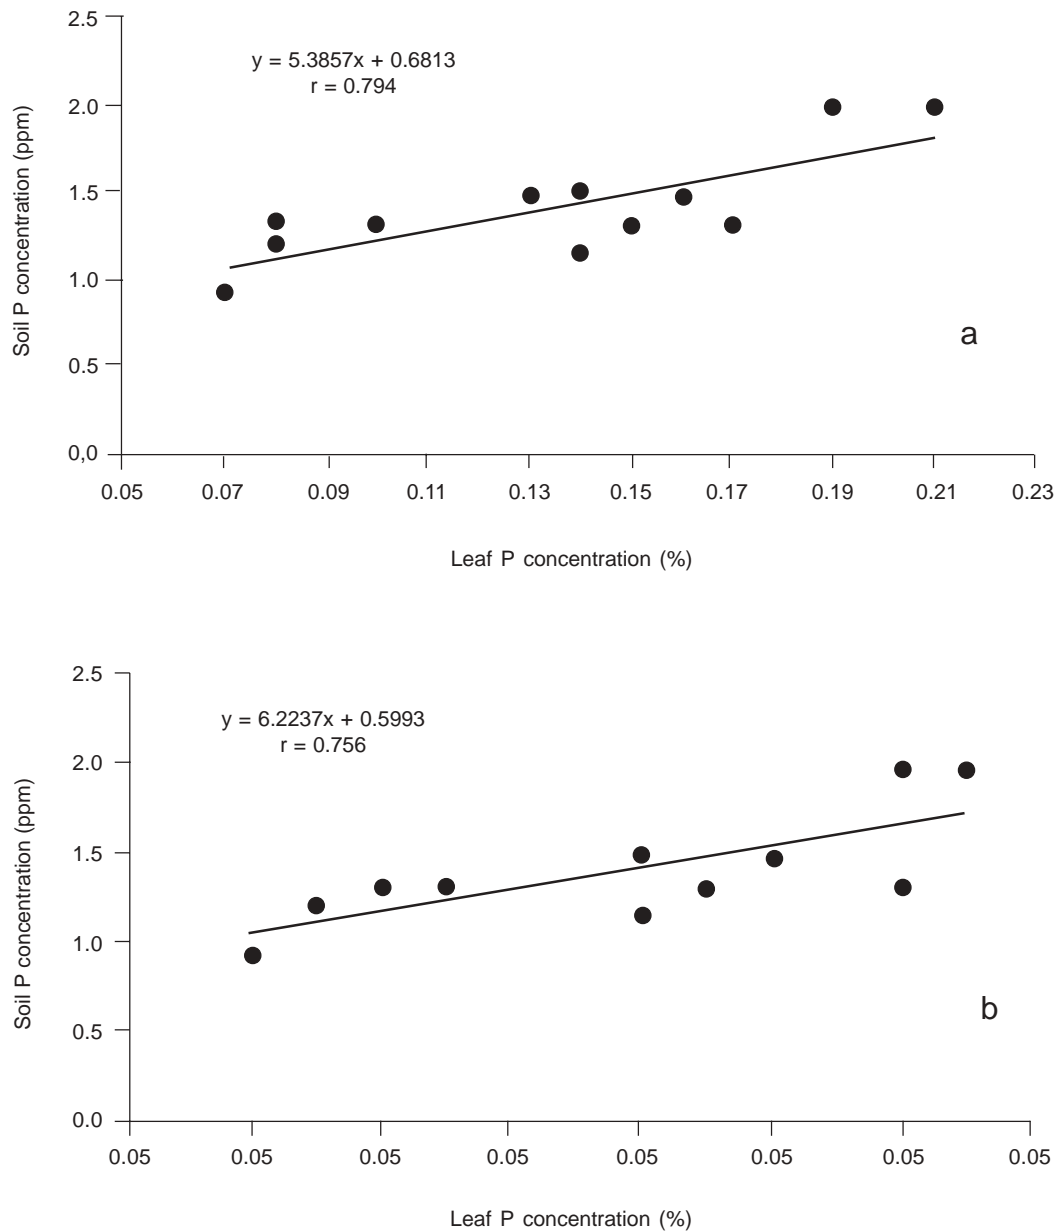 2.5
y = 5.3857x + 0.6813
r = 0.794
2.0
Soil P concentration (ppm)
1.5
1.0
a
0.5
0,0
0.05 0.07 0.09 0.11 0.13 0.15 0.17 0.19 0.21 0.23
Leaf P concentration (%)
2.5
y = 6.2237x + 0.5993
r = 0.756
2.0
Soil P concentration (ppm)
1.5
1.0
b
0.5
0.0
0.05 0.05 0.05 0.05 0.05 0.05 0.05 0.05
Leaf P concentration (%)